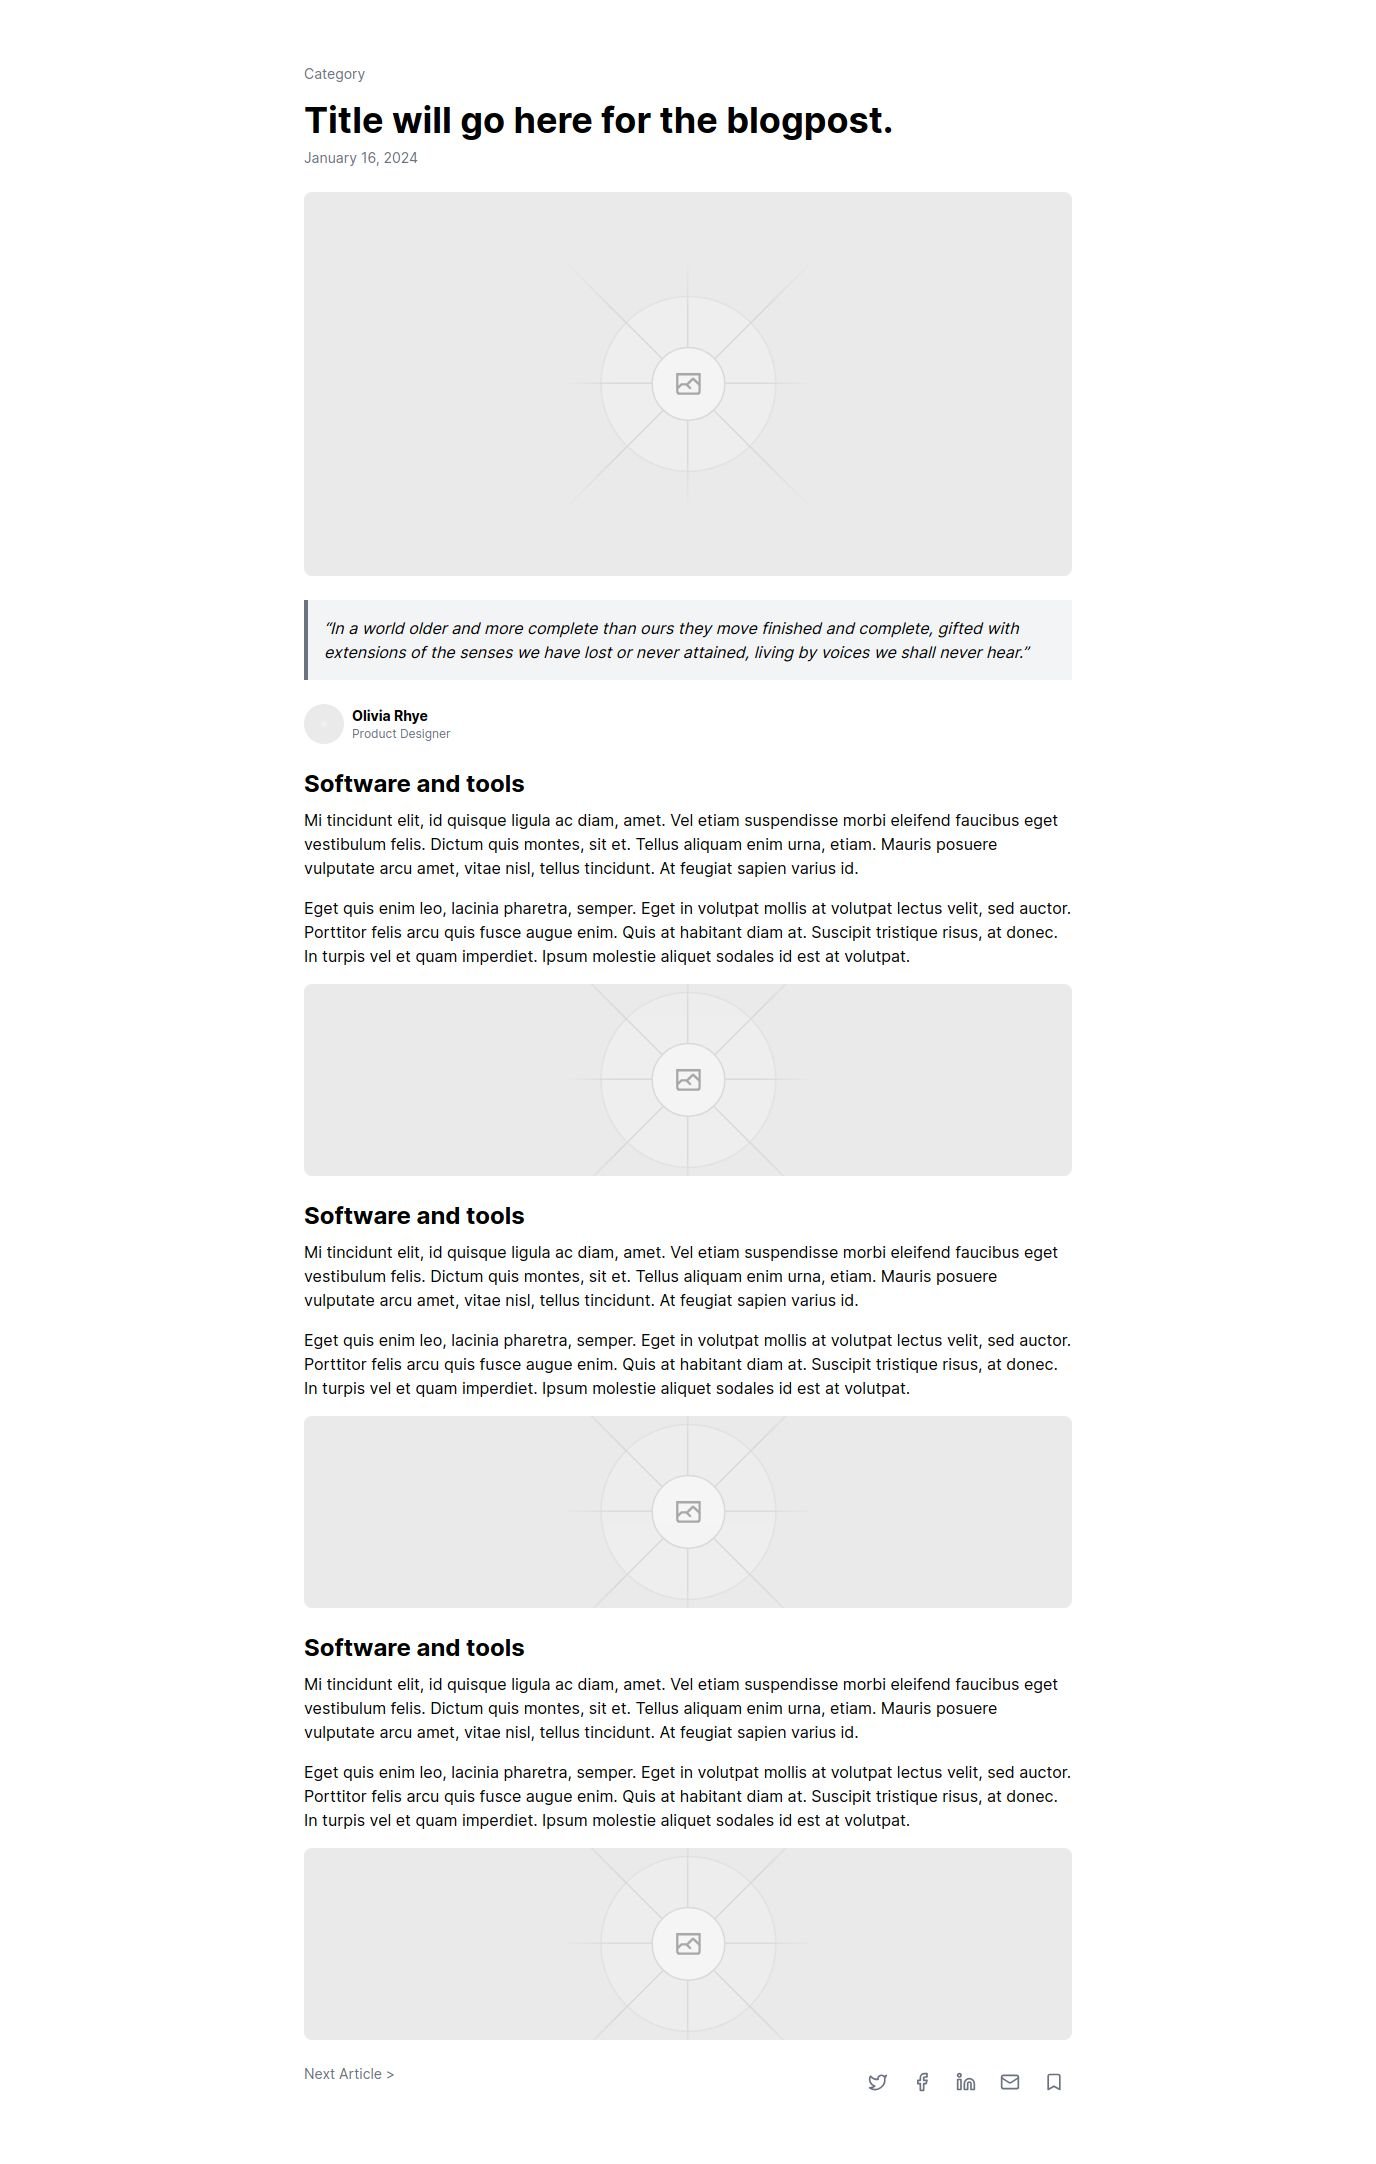 Category
Title will go here for the blogpost.
January 16, 2024
“In a world older and more complete than ours they move finished and complete, gifted with
extensions of the senses we have lost or never attained, living by voices we shall never hear.”
Olivia Rhye
Product Designer
Software and tools
Mi tincidunt elit, id quisque ligula ac diam, amet. Vel etiam suspendisse morbi eleifend faucibus eget
vestibulum felis. Dictum quis montes, sit et. Tellus aliquam enim urna, etiam. Mauris posuere
vulputate arcu amet, vitae nisl, tellus tincidunt. At feugiat sapien varius id.
Eget quis enim leo, lacinia pharetra, semper. Eget in volutpat mollis at volutpat lectus velit, sed auctor.
Porttitor felis arcu quis fusce augue enim. Quis at habitant diam at. Suscipit tristique risus, at donec.
In turpis vel et quam imperdiet. Ipsum molestie aliquet sodales id est at volutpat.
Software and tools
Mi tincidunt elit, id quisque ligula ac diam, amet. Vel etiam suspendisse morbi eleifend faucibus eget
vestibulum felis. Dictum quis montes, sit et. Tellus aliquam enim urna, etiam. Mauris posuere
vulputate arcu amet, vitae nisl, tellus tincidunt. At feugiat sapien varius id.
Eget quis enim leo, lacinia pharetra, semper. Eget in volutpat mollis at volutpat lectus velit, sed auctor.
Porttitor felis arcu quis fusce augue enim. Quis at habitant diam at. Suscipit tristique risus, at donec.
In turpis vel et quam imperdiet. Ipsum molestie aliquet sodales id est at volutpat.
Software and tools
Mi tincidunt elit, id quisque ligula ac diam, amet. Vel etiam suspendisse morbi eleifend faucibus eget
vestibulum felis. Dictum quis montes, sit et. Tellus aliquam enim urna, etiam. Mauris posuere
vulputate arcu amet, vitae nisl, tellus tincidunt. At feugiat sapien varius id.
Eget quis enim leo, lacinia pharetra, semper. Eget in volutpat mollis at volutpat lectus velit, sed auctor.
Porttitor felis arcu quis fusce augue enim. Quis at habitant diam at. Suscipit tristique risus, at donec.
In turpis vel et quam imperdiet. Ipsum molestie aliquet sodales id est at volutpat.
Next Article >